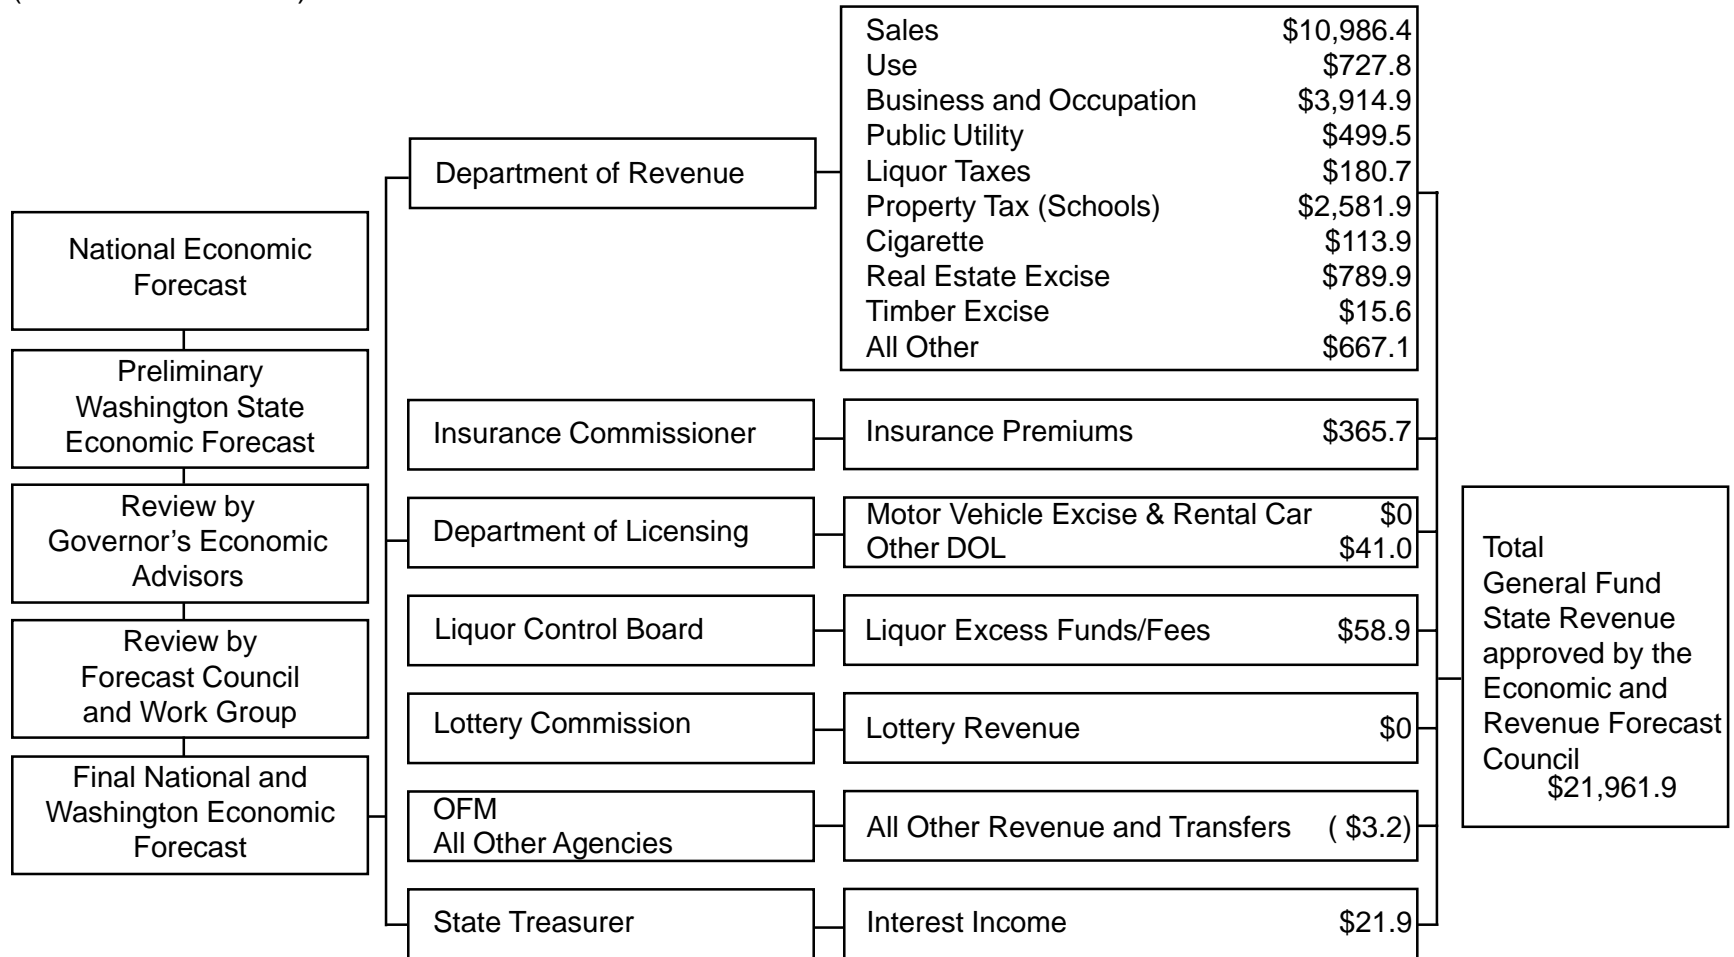 National Economic
Forecast
Preliminary
Washington State
Economic Forecast
Review by
Governor's Economic
Advisors
Review by
Forecast Council
and Work Group
Final National and
Washington Economic
Forecast
Department of Revenue
Sales $10,986.4
Use $727.8
Business and Occupation $3,914.9
Public Utility $499.5
Liquor Taxes $180.7
Property Tax (Schools) $2,581.9
Cigarette $113.9
Real Estate Excise $789.9
Timber Excise $15.6
All Other $667.1
Insurance Commissioner
Insurance Premiums $365.7
Department of Licensing
Motor Vehicle Excise & Rental Car $0
Other DOL $41.0
Liquor Control Board
Liquor Excess Funds/Fees $58.9
Lottery Commission
Lottery Revenue $0
OFM
All Other Agencies
All Other Revenue and Transfers ( $3.2)
State Treasurer
Interest Income $21.9
Total
General Fund
State Revenue
approved by the
Economic and
Revenue Forecast
Council
$21,961.9